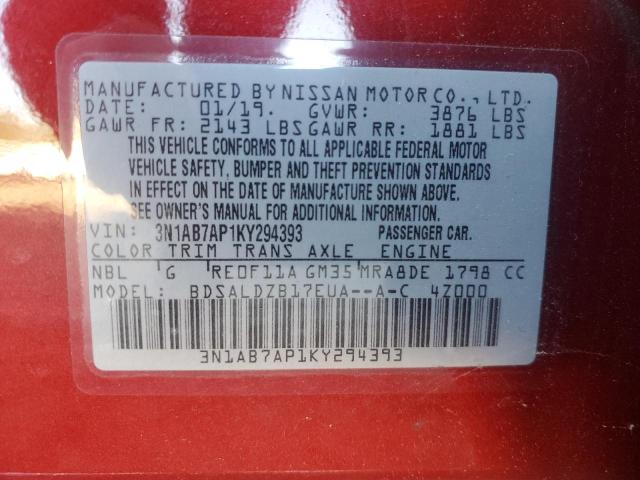 MANUFACTURED BY NISSAN MOTOR CO., LTD.
DATE: 01/19. GVWR: 3876 LBS
GAWR FR: 2143 LBS GAWR RR: 1881 LBS
THIS VEHICLE CONFORMS TO ALL APPLICABLE FEDERAL MOTOR
VEHICLE SAFETY, BUMPER AND THEFT PREVENTION STANDARDS
IN EFFECT ON THE DATE OF MANUFACTURE SHOWN ABOVE.
SEE OWNER'S MANUAL FOR ADDITIONAL INFORMATION.
VIN: 3N1AB7AP1KY294393 PASSENGER CAR.
COLOR TRIM TRANS AXLE ENGINE
NBL G RE0F11A GM35 MRA8DE 1798 CC
MODEL: BDSALDZB17EUA--A-C 4Z000
3N1AB7AP1KY294393